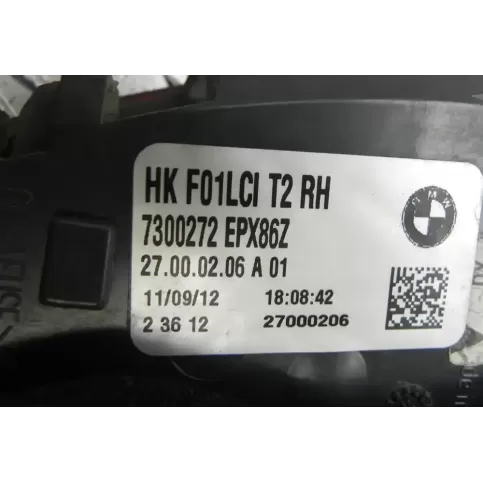 HK F01LCI T2 RH
7300272 EPX86Z
27.00.02.06 A 01
11/09/12 18:08:42
2 36 12 27000206
BMW